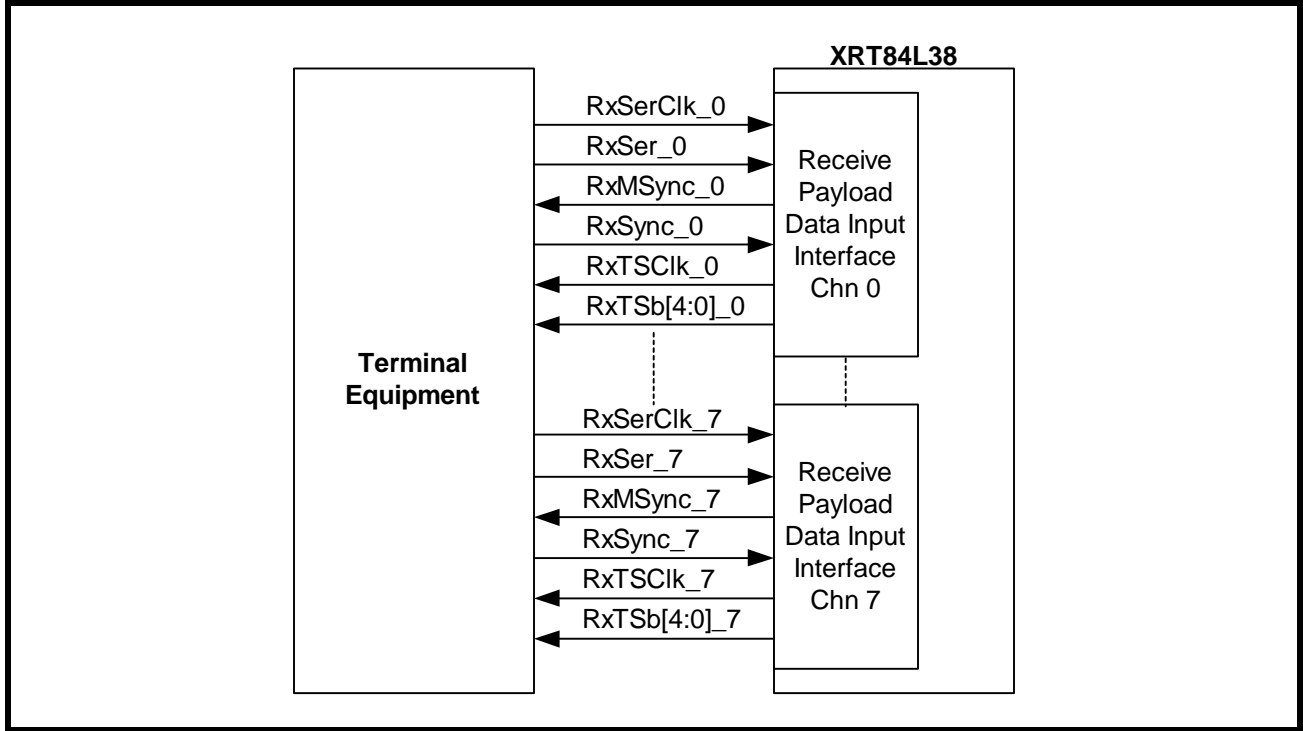 XRT84L38
RxSerClk_0
RxSer_0
RxMSync_0
RxSync_0
RxTSClk_0
RxTSb[4:0]_0
Receive
Payload
Data Input
Interface
Chn 0
Terminal
Equipment
RxSerClk_7
RxSer_7
RxMSync_7
RxSync_7
RxTSClk_7
RxTSb[4:0]_7
Receive
Payload
Data Input
Interface
Chn 7